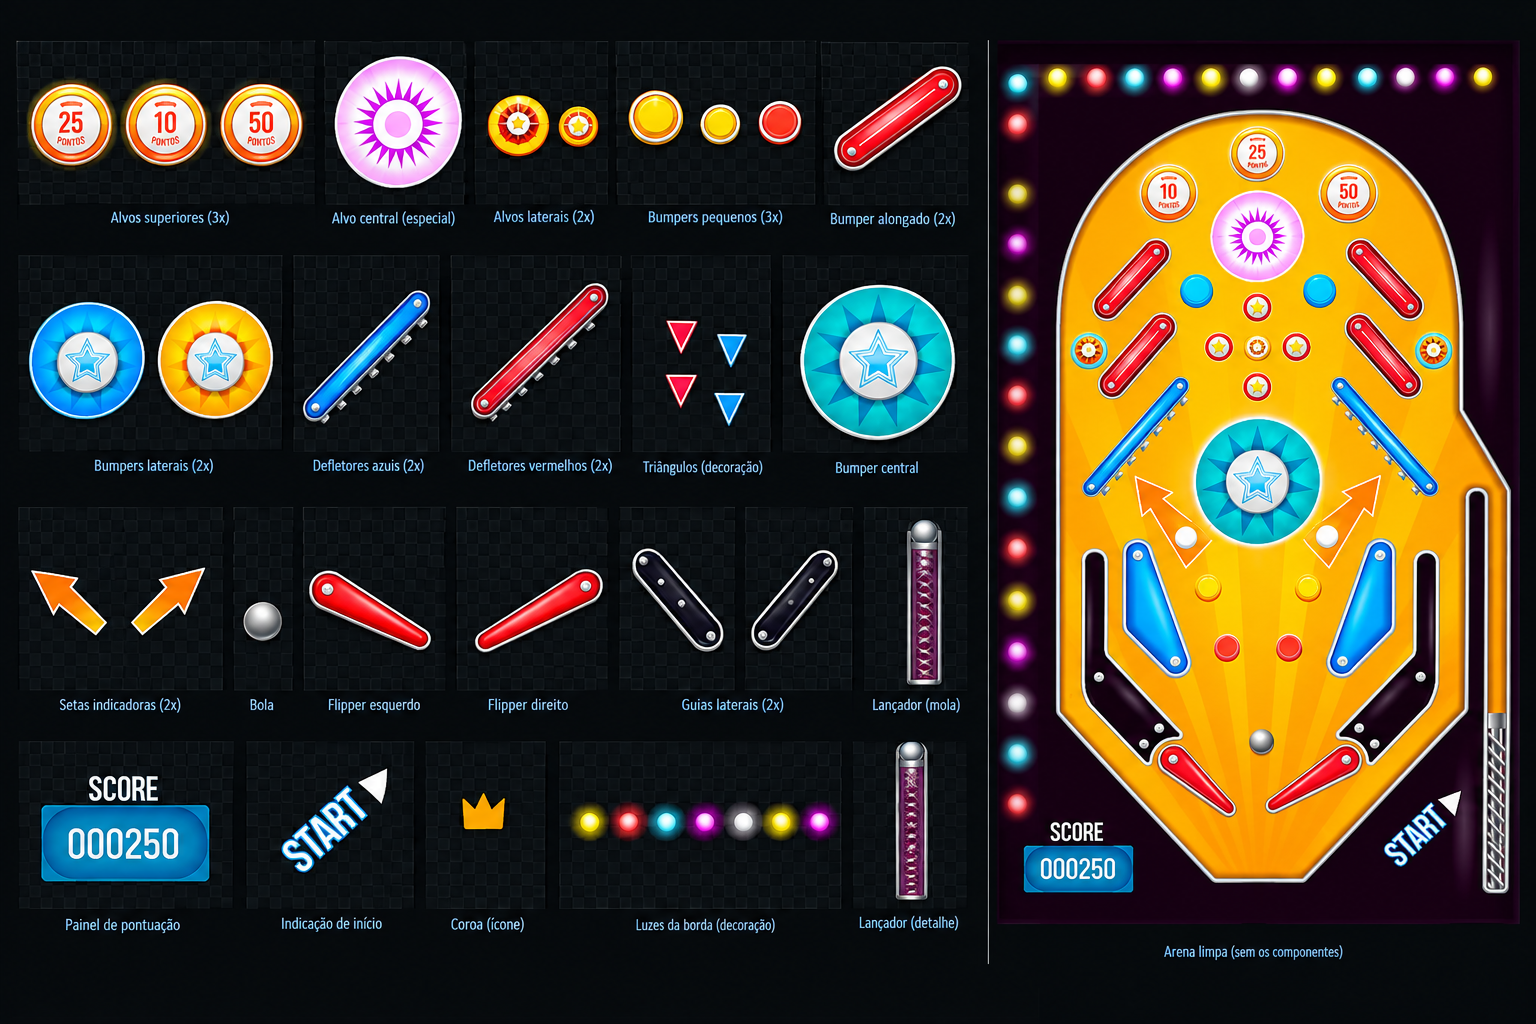 25
PONTOS
10
PONTOS
50
PONTOS
Alvos superiores (3x)
Alvo central (especial)
Alvos laterais (2x)
Bumpers pequenos (3x)
Bumper alongado (2x)
Bumpers laterais (2x)
Defletores azuis (2x)
Defletores vermelhos (2x)
Triângulos (decoração)
Bumper central
Setas indicadoras (2x)
Bola
Flipper esquerdo
Flipper direito
Guias laterais (2x)
Lançador (mola)
SCORE
000250
START
Painel de pontuação
Indicação de início
Coroa (ícone)
Luzes da borda (decoração)
Lançador (detalhe)
25
PONTOS
10
PONTOS
50
PONTOS
SCORE
000250
START
Arena limpa (sem os componentes)